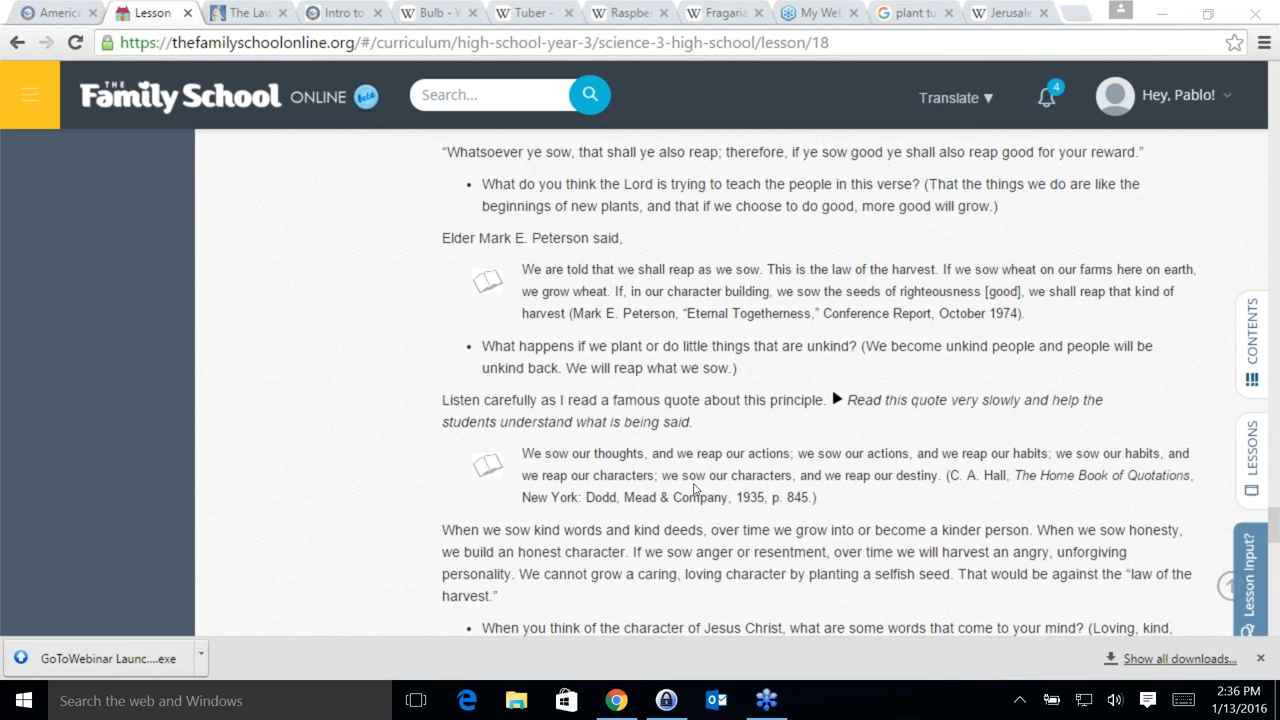 America
Lesson
The Law
Intro to
Bulb - W
Tuber -
Raspbe
Fragaria
My Web
plant tu
Jerusale
https://thefamilyschoolonline.org/#/curriculum/high-school-year-3/science-3-high-school/lesson/18
THE Family School ONLINE beta
Search...
Translate ▼
4
Hey, Pablo!
“Whatsoever ye sow, that shall ye also reap; therefore, if ye sow good ye shall also reap good for your reward.”
• What do you think the Lord is trying to teach the people in this verse? (That the things we do are like the
beginnings of new plants, and that if we choose to do good, more good will grow.)
Elder Mark E. Peterson said,
We are told that we shall reap as we sow. This is the law of the harvest. If we sow wheat on our farms here on earth,
we grow wheat. If, in our character building, we sow the seeds of righteousness [good], we shall reap that kind of
harvest (Mark E. Peterson, “Eternal Togetherness,” Conference Report, October 1974).
• What happens if we plant or do little things that are unkind? (We become unkind people and people will be
unkind back. We will reap what we sow.)
Listen carefully as I read a famous quote about this principle. Read this quote very slowly and help the
students understand what is being said.
We sow our thoughts, and we reap our actions; we sow our actions, and we reap our habits; we sow our habits, and
we reap our characters; we sow our characters, and we reap our destiny. (C. A. Hall, The Home Book of Quotations,
New York: Dodd, Mead & Company, 1935, p. 845.)
When we sow kind words and kind deeds, over time we grow into or become a kinder person. When we sow honesty,
we build an honest character. If we sow anger or resentment, over time we will harvest an angry, unforgiving
personality. We cannot grow a caring, loving character by planting a selfish seed. That would be against the “law of the
harvest.”
• When you think of the character of Jesus Christ, what are some words that come to your mind? (Loving, kind,
CONTENTS
LESSONS
Lesson Input?
GoToWebinar Launc....exe
Show all downloads...
Search the web and Windows
2:36 PM
1/13/2016